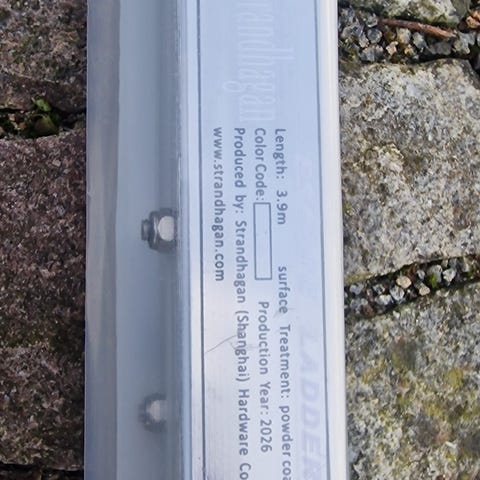 LADDER
Length: 3.9m surface Treatment: powder coa
Color Code: Production Year: 2026
Produced by: Strandhagan (Shanghai) Hardware Co
www.strandhagan.com